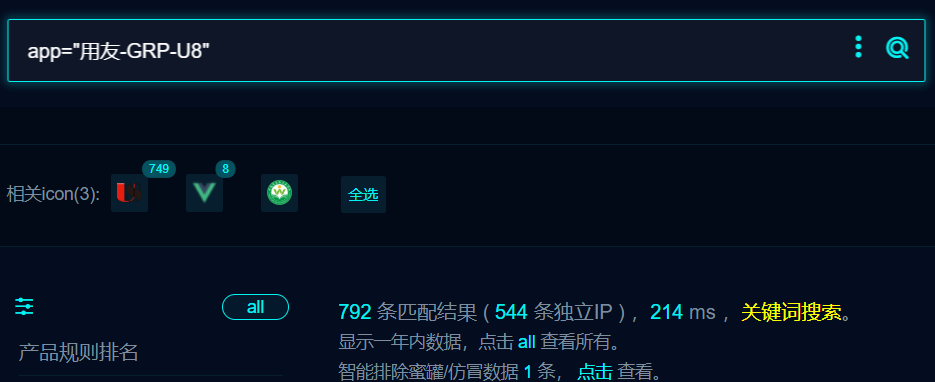 app="用友-GRP-U8"
749 8
相关icon(3): 全选
all
792 条匹配结果 ( 544 条独立IP ) ，214 ms ，关键词搜索。
显示一年内数据，点击 all 查看所有。
产品规则排名
智能排除蜜罐/仿冒数据 1 条， 点击 查看。